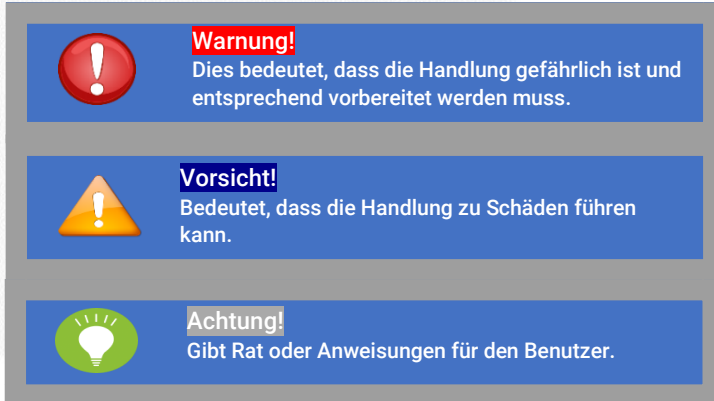 Warnung!
Dies bedeutet, dass die Handlung gefährlich ist und
entsprechend vorbereitet werden muss.
Vorsicht!
Bedeutet, dass die Handlung zu Schäden führen
kann.
Achtung!
Gibt Rat oder Anweisungen für den Benutzer.